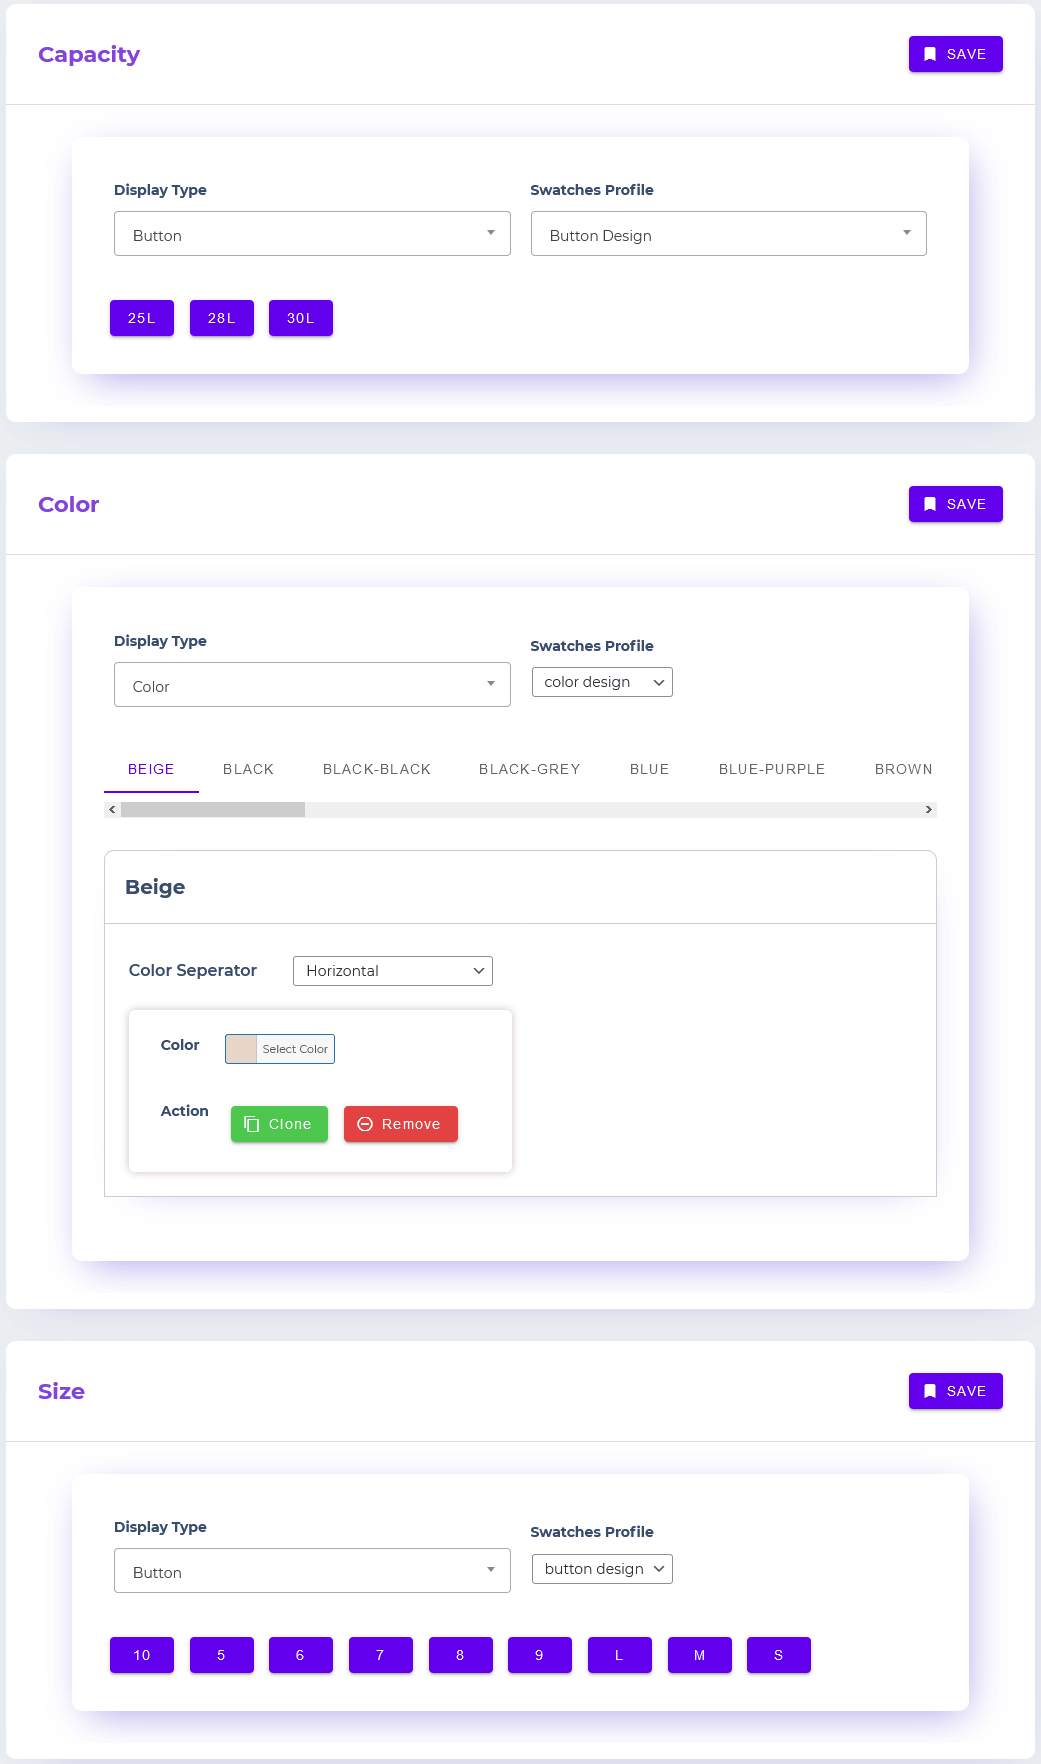 Capacity
SAVE
Display Type
Swatches Profile
Button
Button Design
25L 28L 30L
Color
SAVE
Display Type
Swatches Profile
Color
color design
BEIGE BLACK BLACK-BLACK BLACK-GREY BLUE BLUE-PURPLE BROWN
Beige
Color Seperator
Horizontal
Color
Select Color
Action
Clone
Remove
Size
SAVE
Display Type
Swatches Profile
Button
button design
10 5 6 7 8 9 L M S